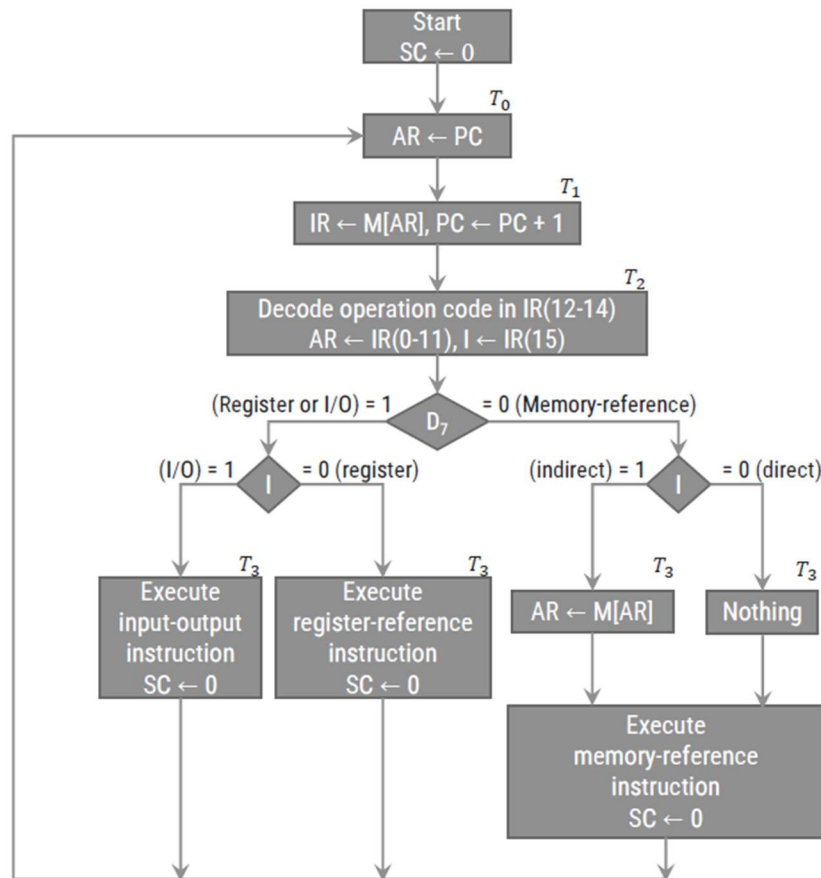 Start
SC ← 0
T₀
AR ← PC
T₁
IR ← M[AR], PC ← PC + 1
T₂
Decode operation code in IR(12-14)
AR ← IR(0-11), I ← IR(15)
(Register or I/O) = 1
= 0 (Memory-reference)
D₇
(I/O) = 1
= 0 (register)
I
(indirect) = 1
= 0 (direct)
I
T₃
Execute
input-output
instruction
SC ← 0
T₃
Execute
register-reference
instruction
SC ← 0
T₃
AR ← M[AR]
T₃
Nothing
Execute
memory-reference
instruction
SC ← 0